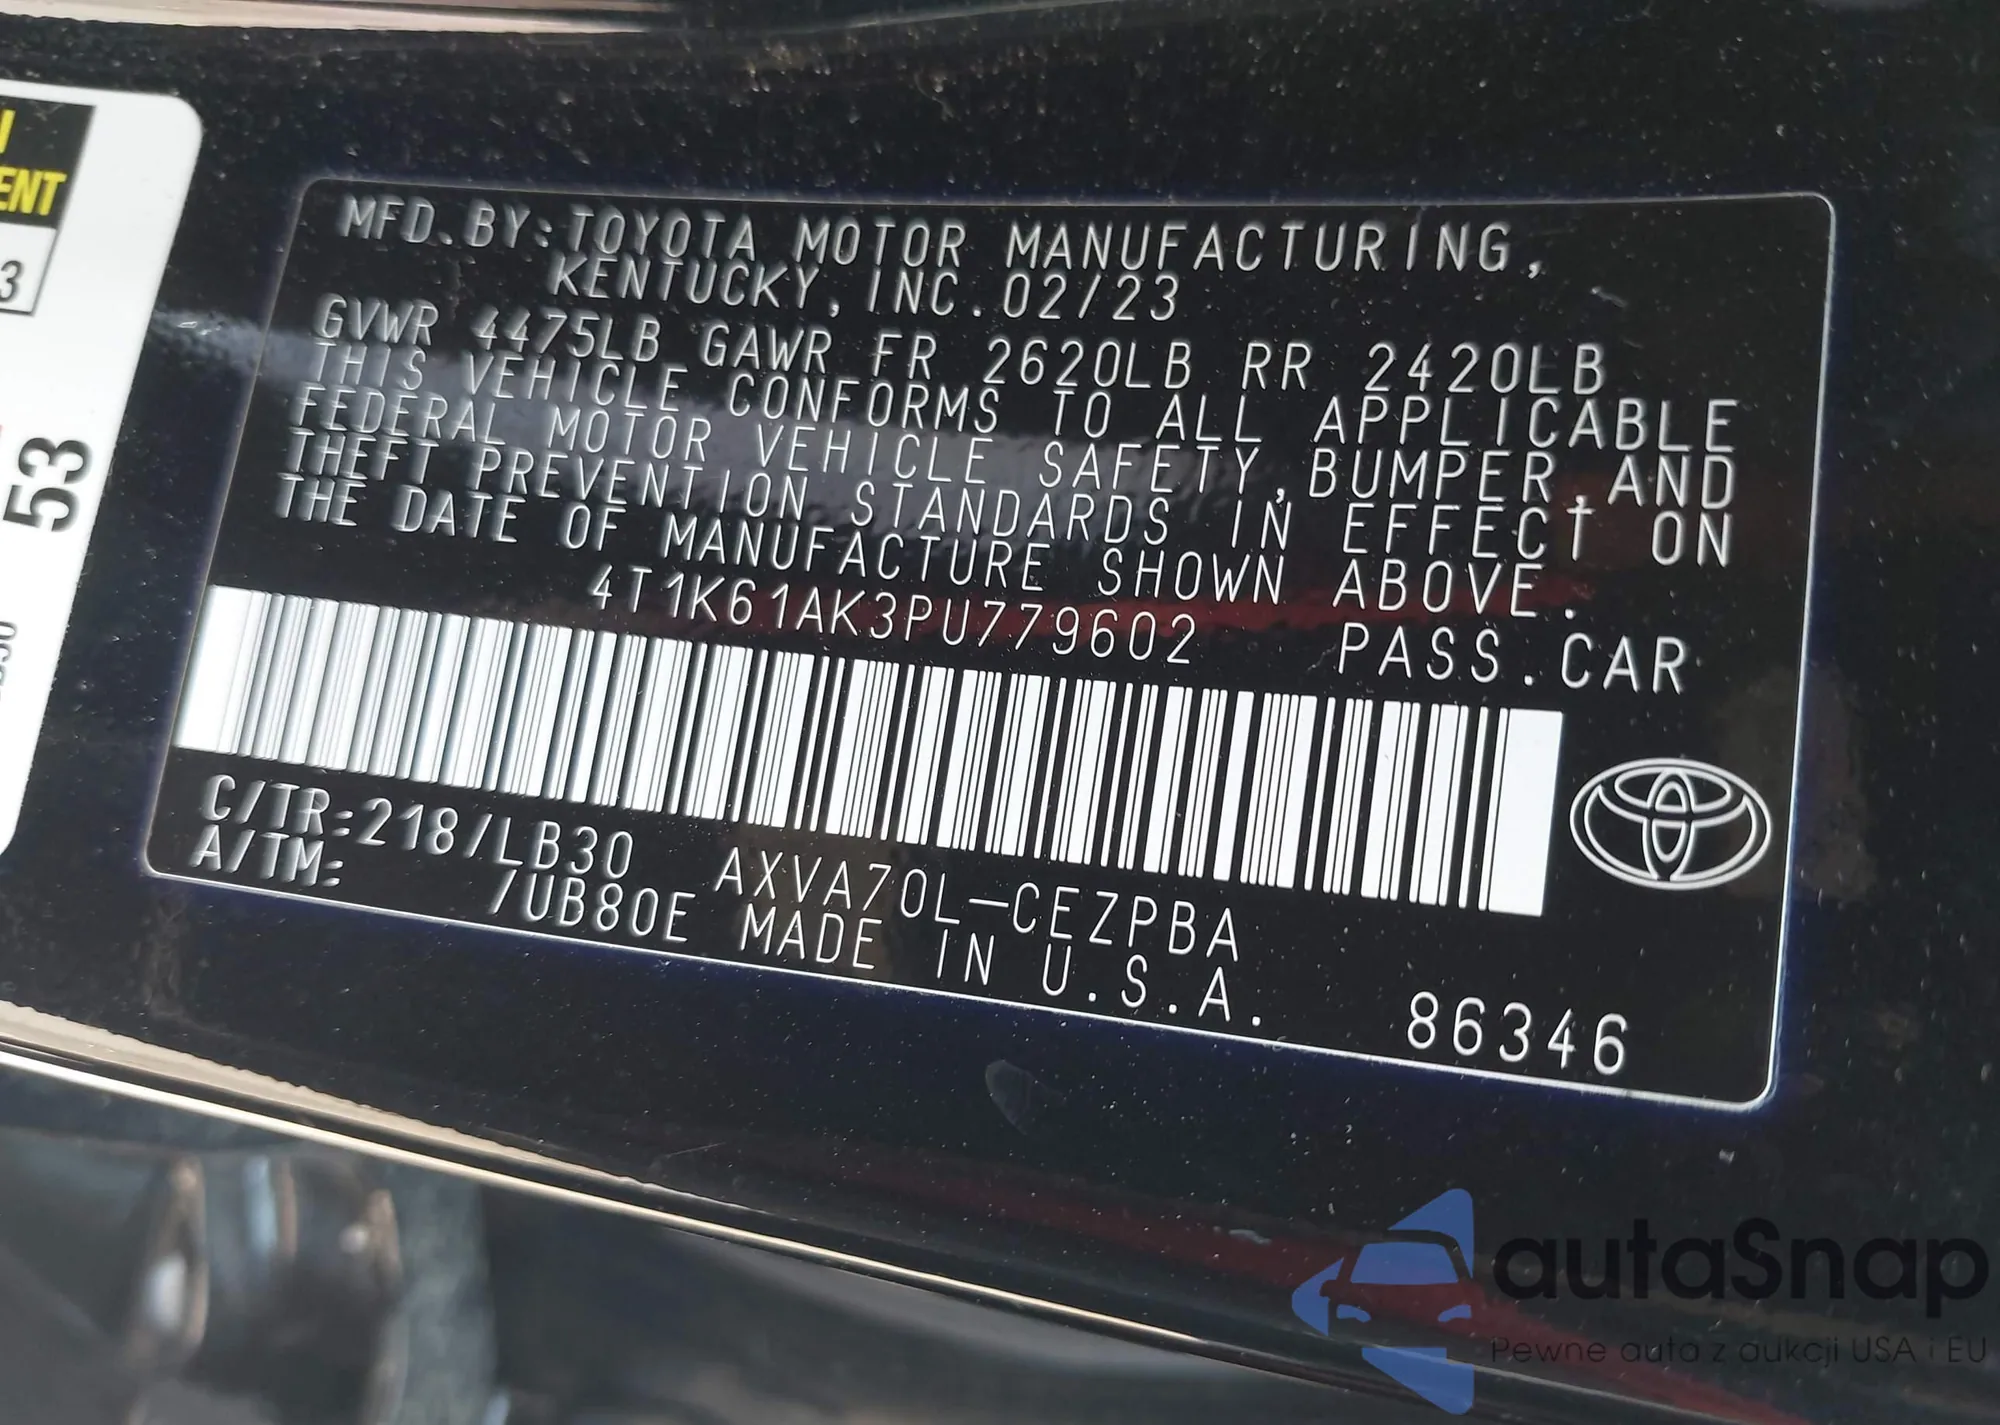 ENT
3
53
MFD.BY:TOYOTA MOTOR MANUFACTURING,
KENTUCKY,INC.02/23
GVWR 4475LB GAWR FR 2620LB RR 2420LB
THIS VEHICLE CONFORMS TO ALL APPLICABLE
FEDERAL MOTOR VEHICLE SAFETY,BUMPER,AND
THEFT PREVENTION STANDARDS IN EFFECT ON
THE DATE OF MANUFACTURE SHOWN ABOVE.
4T1K61AK3PU779602 PASS.CAR
C/TR:218/LB30 AXVA70L-CEZPBA
A/TM: /UB80E MADE IN U.S.A. 86346
autaSnap
Pewne auta z aukcji USA i EU